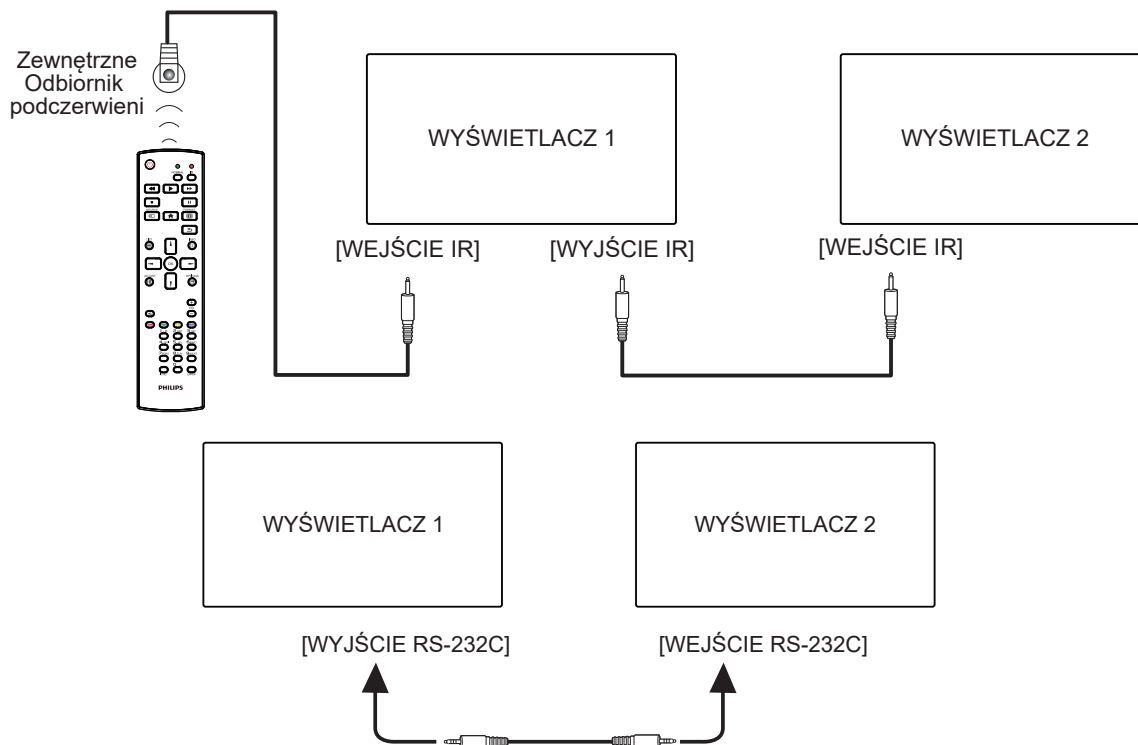 Zewnętrzne
Odbiornik
podczerwieni
WYŚWIETLACZ 1
WYŚWIETLACZ 2
[WEJŚCIE IR]
[WYJŚCIE IR]
[WEJŚCIE IR]
PHILIPS
WYŚWIETLACZ 1
WYŚWIETLACZ 2
[WYJŚCIE RS-232C]
[WEJŚCIE RS-232C]